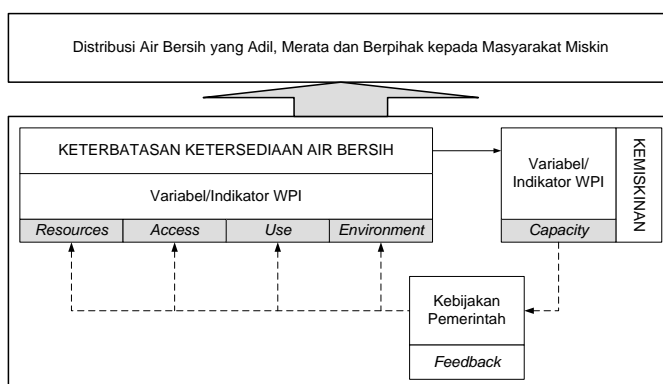 Distribusi Air Bersih yang Adil, Merata dan Berpihak kepada Masyarakat Miskin
KETERBATASAN KETERSEDIAAN AIR BERSIH
Variabel/Indikator WPI
Resources
Access
Use
Environment
Variabel/
Indikator WPI
Capacity
KEMISKINAN
Kebijakan
Pemerintah
Feedback